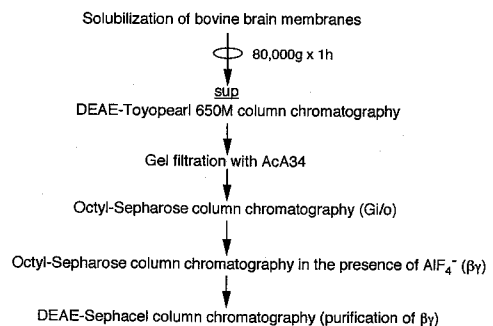 Solubilization of bovine brain membranes
80,000g x 1h
sup
DEAE-Toyopearl 650M column chromatography
Gel filtration with AcA34
Octyl-Sepharose column chromatography (Gi/o)
Octyl-Sepharose column chromatography in the presence of AlF₄⁻ (βγ)
DEAE-Sephacel column chromatography (purification of βγ)